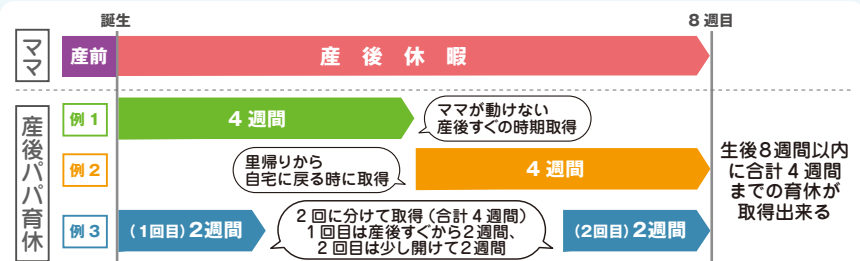 誕生
8週目
ママ
産前
産後休暇
産後パパ育休
例1
4週間
ママが動けない
産後すぐの時期取得
例2
里帰りから
自宅に戻る時に取得
4週間
例3
(1回目)2週間
2回に分けて取得(合計4週間)
1回目は産後すぐから2週間、
2回目は少し開けて2週間
(2回目)2週間
生後8週間以内
に合計4週間
までの育休が
取得出来る